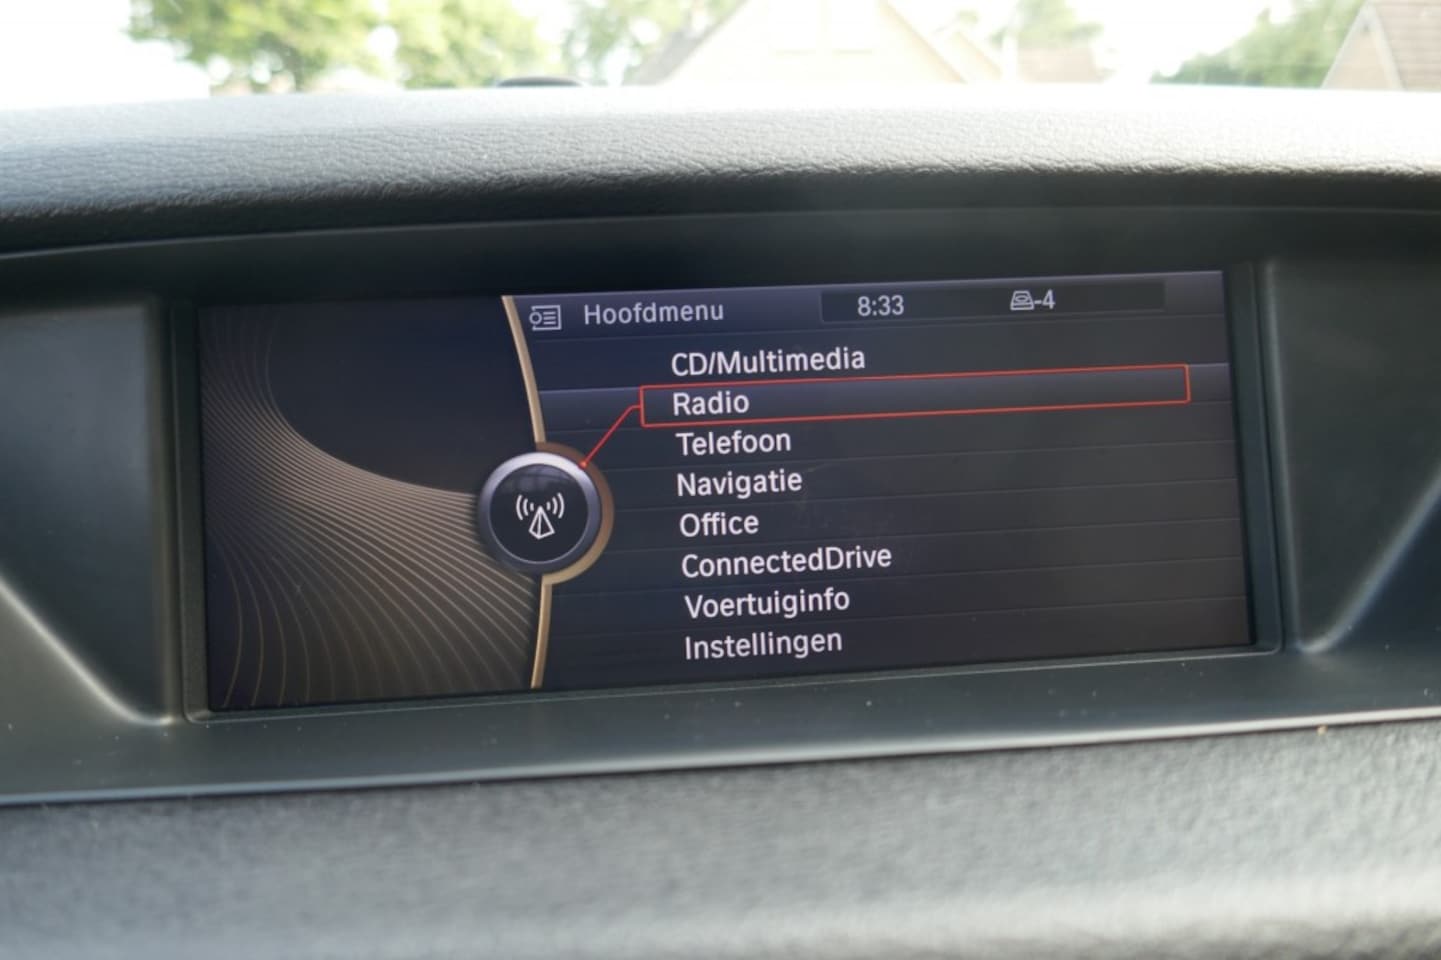 Hoofdmenu 8:33 -4
CD/Multimedia
Radio
Telefoon
Navigatie
Office
ConnectedDrive
Voertuiginfo
Instellingen